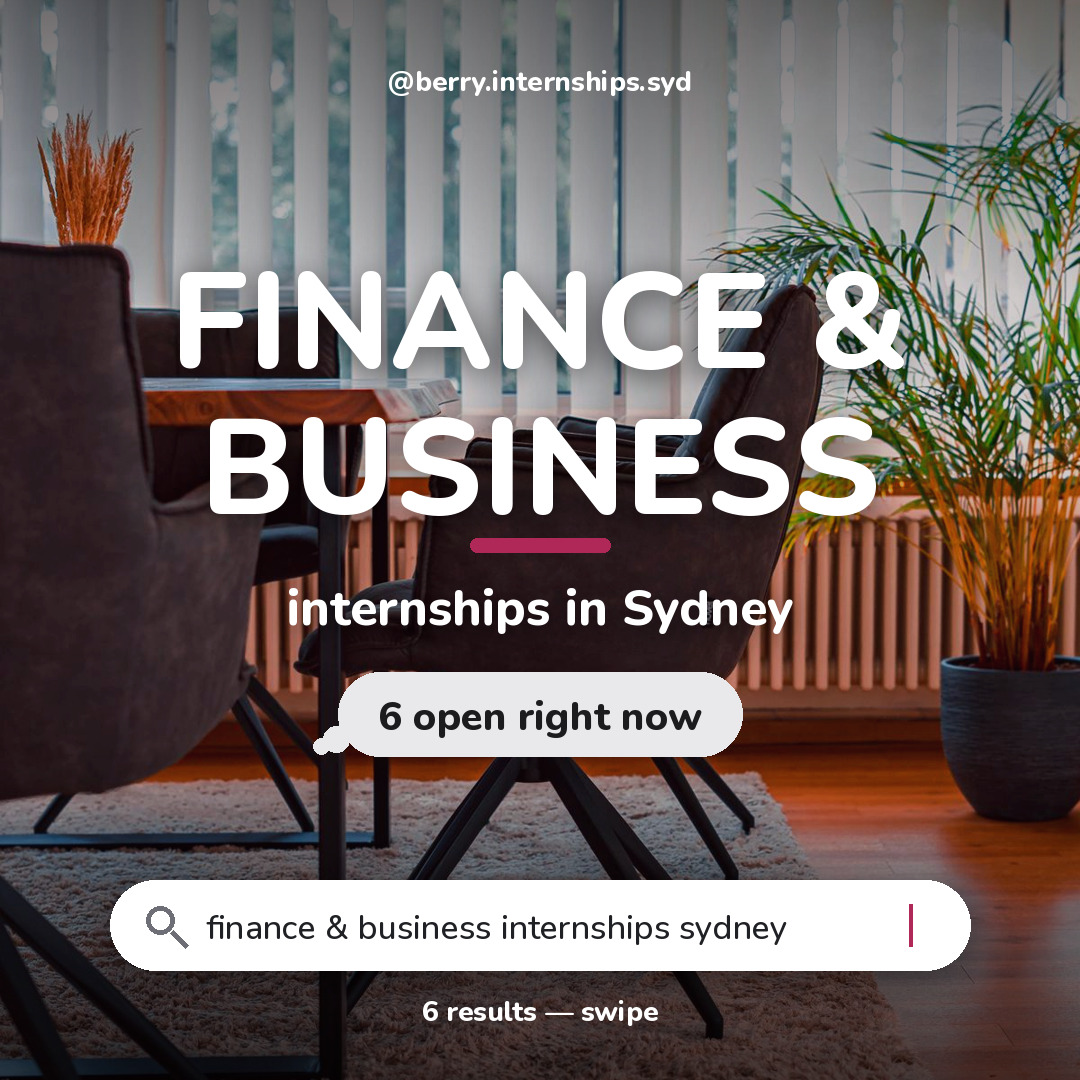 @berry.internships.syd
FINANCE &
BUSINESS
internships in Sydney
6 open right now
finance & business internships sydney
6 results — swipe